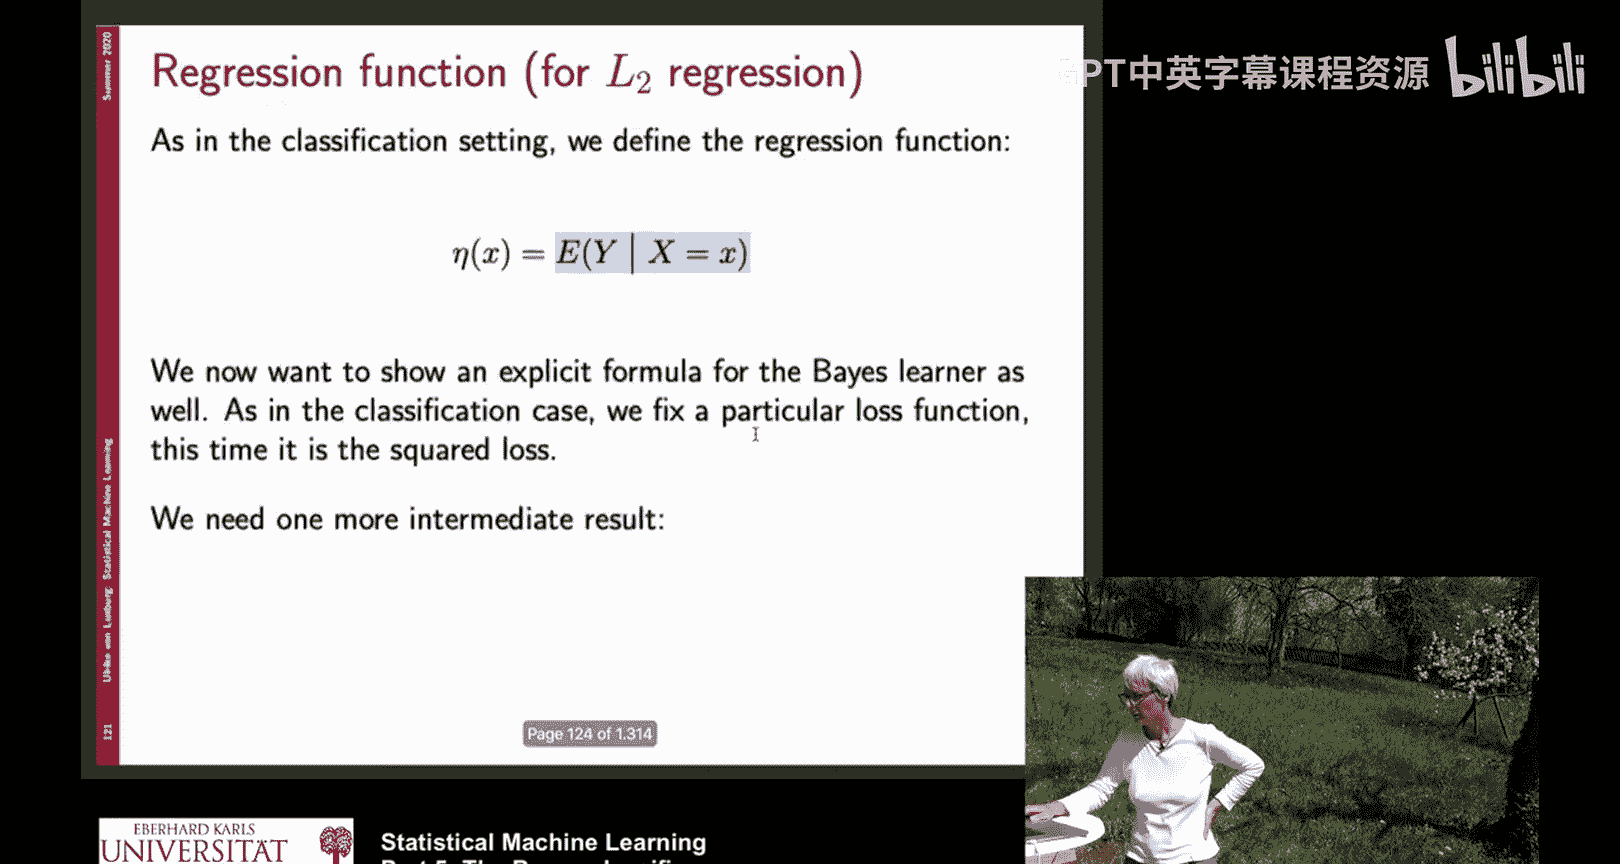 Regression function (for L₂ regression)
As in the classification setting, we define the regression function:
η(x) = E(Y | X = x)
We now want to show an explicit formula for the Bayes learner as
well. As in the classification case, we fix a particular loss function,
this time it is the squared loss.
We need one more intermediate result:
Page 124 of 1.314
Summer 2020
Ulrike von Luxburg: Statistical Machine Learning
121
PT中英字幕课程资源
bilibili
EBERHARD KARLS
UNIVERSITÄT
Statistical Machine Learning